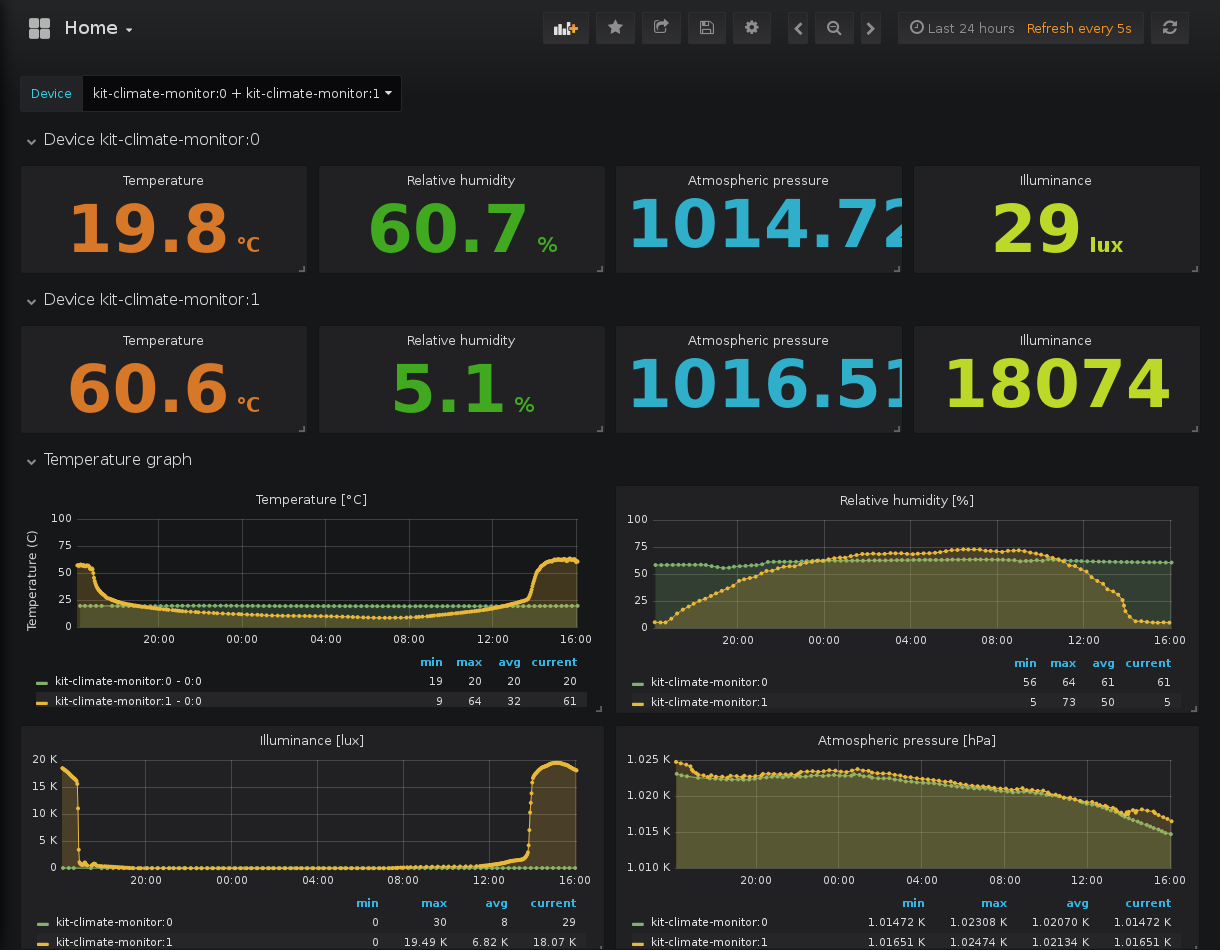 Home
Last 24 hours Refresh every 5s
Device kit-climate-monitor:0 + kit-climate-monitor:1
Device kit-climate-monitor:0
Temperature Relative humidity Atmospheric pressure Illuminance
19.8 °C 60.7 % 1014.72 29 lux
Device kit-climate-monitor:1
Temperature Relative humidity Atmospheric pressure Illuminance
60.6 °C 5.1 % 1016.51 18074
Temperature graph
Temperature [°C]
Temperature (C)
100
75
50
25
0
20:00 00:00 04:00 08:00 12:00 16:00
min max avg current
kit-climate-monitor:0 - 0:0 19 20 20 20
kit-climate-monitor:1 - 0:0 9 64 32 61
Relative humidity [%]
100
75
50
25
0
20:00 00:00 04:00 08:00 12:00 16:00
min max avg current
kit-climate-monitor:0 56 64 61 61
kit-climate-monitor:1 5 73 50 5
Illuminance [lux]
20 K
15 K
10 K
5 K
0
20:00 00:00 04:00 08:00 12:00 16:00
min max avg current
kit-climate-monitor:0 0 30 8 29
kit-climate-monitor:1 0 19.49 K 6.82 K 18.07 K
Atmospheric pressure [hPa]
1.025 K
1.020 K
1.015 K
1.010 K
20:00 00:00 04:00 08:00 12:00 16:00
min max avg current
kit-climate-monitor:0 1.01472 K 1.02308 K 1.02070 K 1.01472 K
kit-climate-monitor:1 1.01651 K 1.02474 K 1.02134 K 1.01651 K